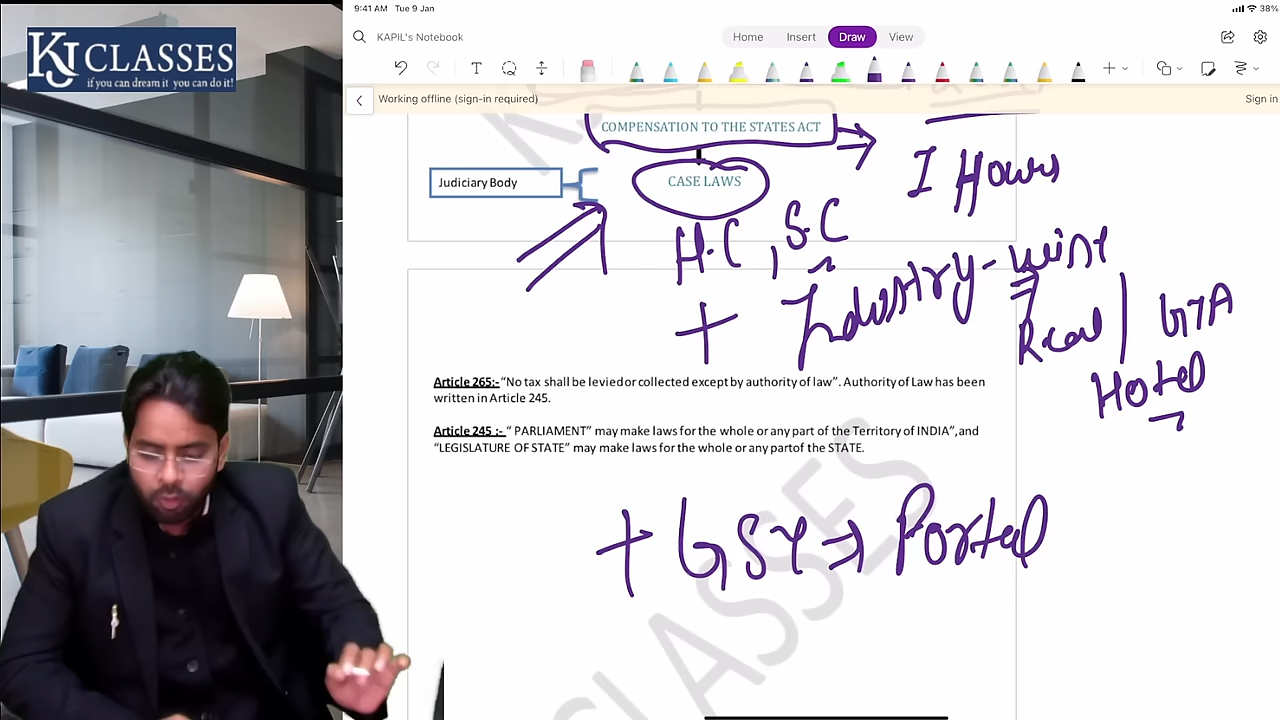 9:41 AM Tue 9 Jan
38%
KJ CLASSES
if you can dream it you can do it!
KAPIL's Notebook
Home Insert Draw View
Working offline (sign-in required)
Sign in
COMPENSATION TO THE STATES ACT
Judiciary Body
CASE LAWS
I Hours
H.C, S.C
+ Industry-wise
Real | GTA
Hotel
Article 265:- “No tax shall be levied or collected except by authority of law”. Authority of Law has been
written in Article 245.
Article 245 :- “ PARLIAMENT” may make laws for the whole or any part of the Territory of INDIA”, and
“LEGISLATURE OF STATE” may make laws for the whole or any partof the STATE.
+ GST → Portal
CLASSES